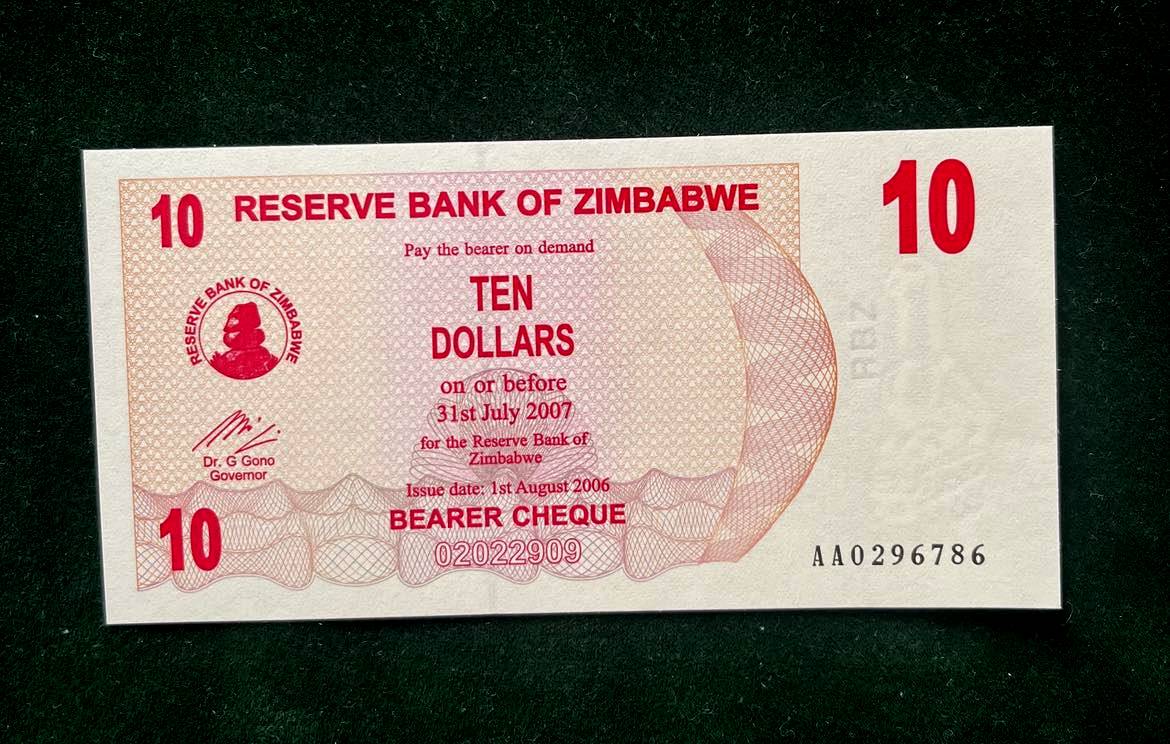 10
RESERVE BANK OF ZIMBABWE
10
Pay the bearer on demand
TEN
DOLLARS
RESERVE BANK OF ZIMBABWE
RBZ
on or before
31st July 2007
for the Reserve Bank of
Zimbabwe
Dr. G Gono
Governor
Issue date: 1st August 2006
10
BEARER CHEQUE
02022909
AA0296786